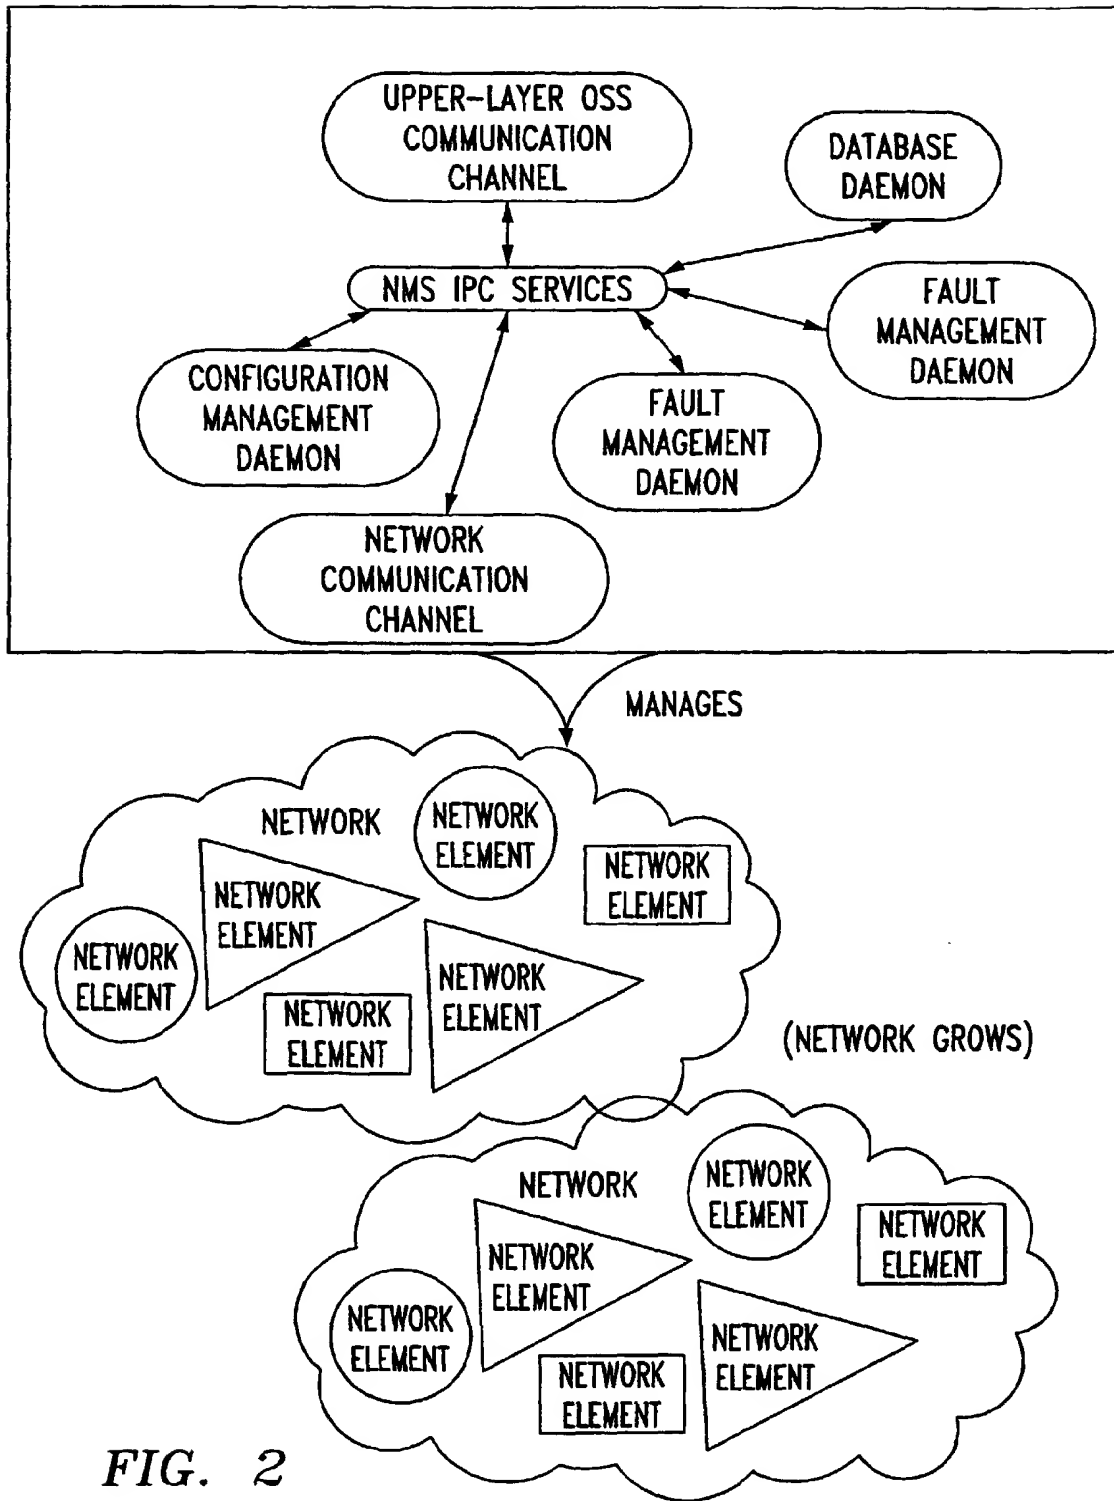 UPPER-LAYER OSS
COMMUNICATION
CHANNEL
DATABASE
DAEMON
NMS IPC SERVICES
FAULT
MANAGEMENT
DAEMON
CONFIGURATION
MANAGEMENT
DAEMON
FAULT
MANAGEMENT
DAEMON
NETWORK
COMMUNICATION
CHANNEL
MANAGES
NETWORK
NETWORK
ELEMENT
NETWORK
ELEMENT
NETWORK
ELEMENT
NETWORK
ELEMENT
NETWORK
ELEMENT
NETWORK
ELEMENT
(NETWORK GROWS)
NETWORK
NETWORK
ELEMENT
NETWORK
ELEMENT
NETWORK
ELEMENT
NETWORK
ELEMENT
NETWORK
ELEMENT
NETWORK
ELEMENT
FIG. 2